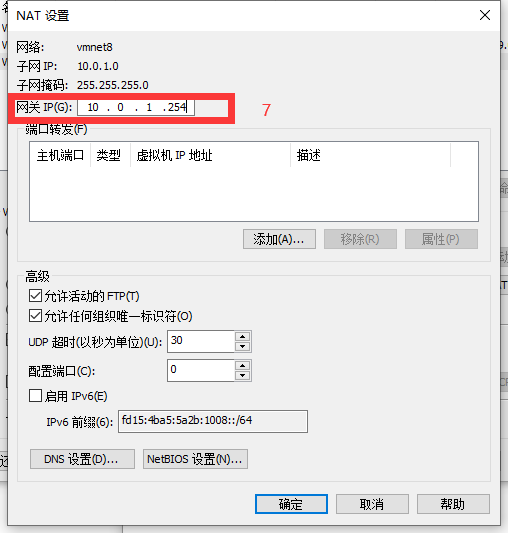 NAT 设置
网络: vmnet8
子网 IP: 10.0.1.0
子网掩码: 255.255.255.0
网关 IP(G): 10 . 0 . 1 .254
7
端口转发(F)
主机端口 类型 虚拟机 IP 地址 描述
添加(A)... 移除(R) 属性(P)
高级
允许活动的 FTP(T)
允许任何组织唯一标识符(O)
UDP 超时(以秒为单位)(U): 30
配置端口(C): 0
启用 IPv6(E)
IPv6 前缀(6): fd15:4ba5:5a2b:1008::/64
DNS 设置(D)... NetBIOS 设置(N)...
确定 取消 帮助